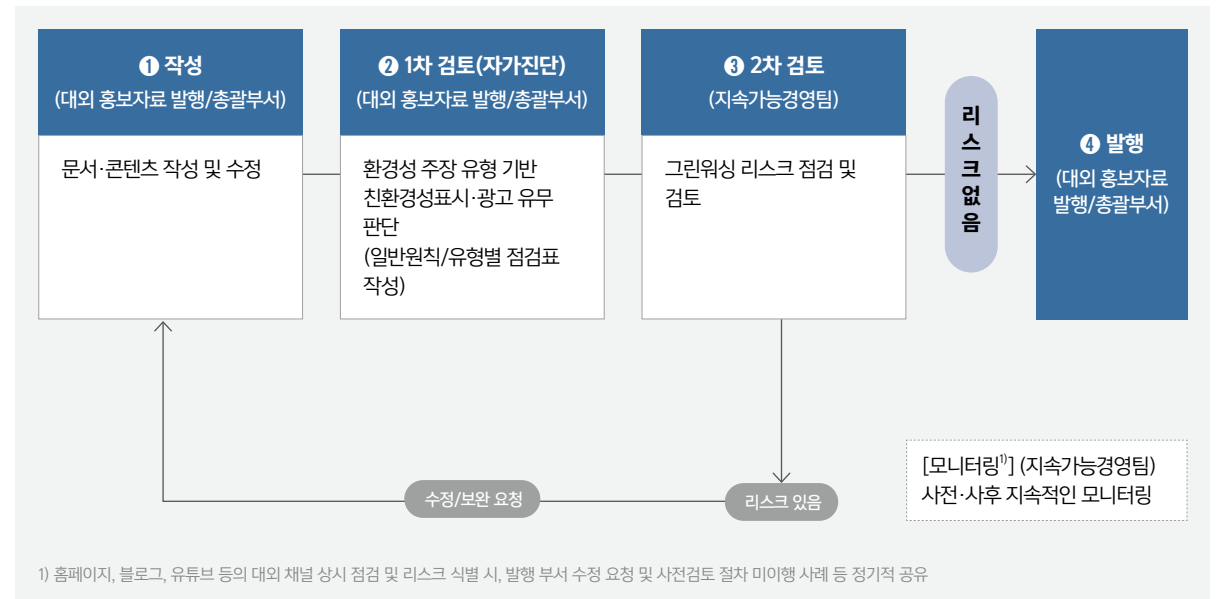 ❶ 작성
(대외 홍보자료 발행/총괄부서)
문서·콘텐츠 작성 및 수정
❷ 1차 검토(자가진단)
(대외 홍보자료 발행/총괄부서)
환경성 주장 유형 기반
친환경성표시·광고 유무
판단
(일반원칙/유형별 점검표
작성)
❸ 2차 검토
(지속가능경영팀)
그린워싱 리스크 점검 및
검토
리스크없음
❹ 발행
(대외 홍보자료
발행/총괄부서)
수정/보완 요청
리스크 있음
[모니터링1)] (지속가능경영팀)
사전·사후 지속적인 모니터링
1) 홈페이지, 블로그, 유튜브 등의 대외 채널 상시 점검 및 리스크 식별 시, 발행 부서 수정 요청 및 사전검토 절차 미이행 사례 등 정기적 공유